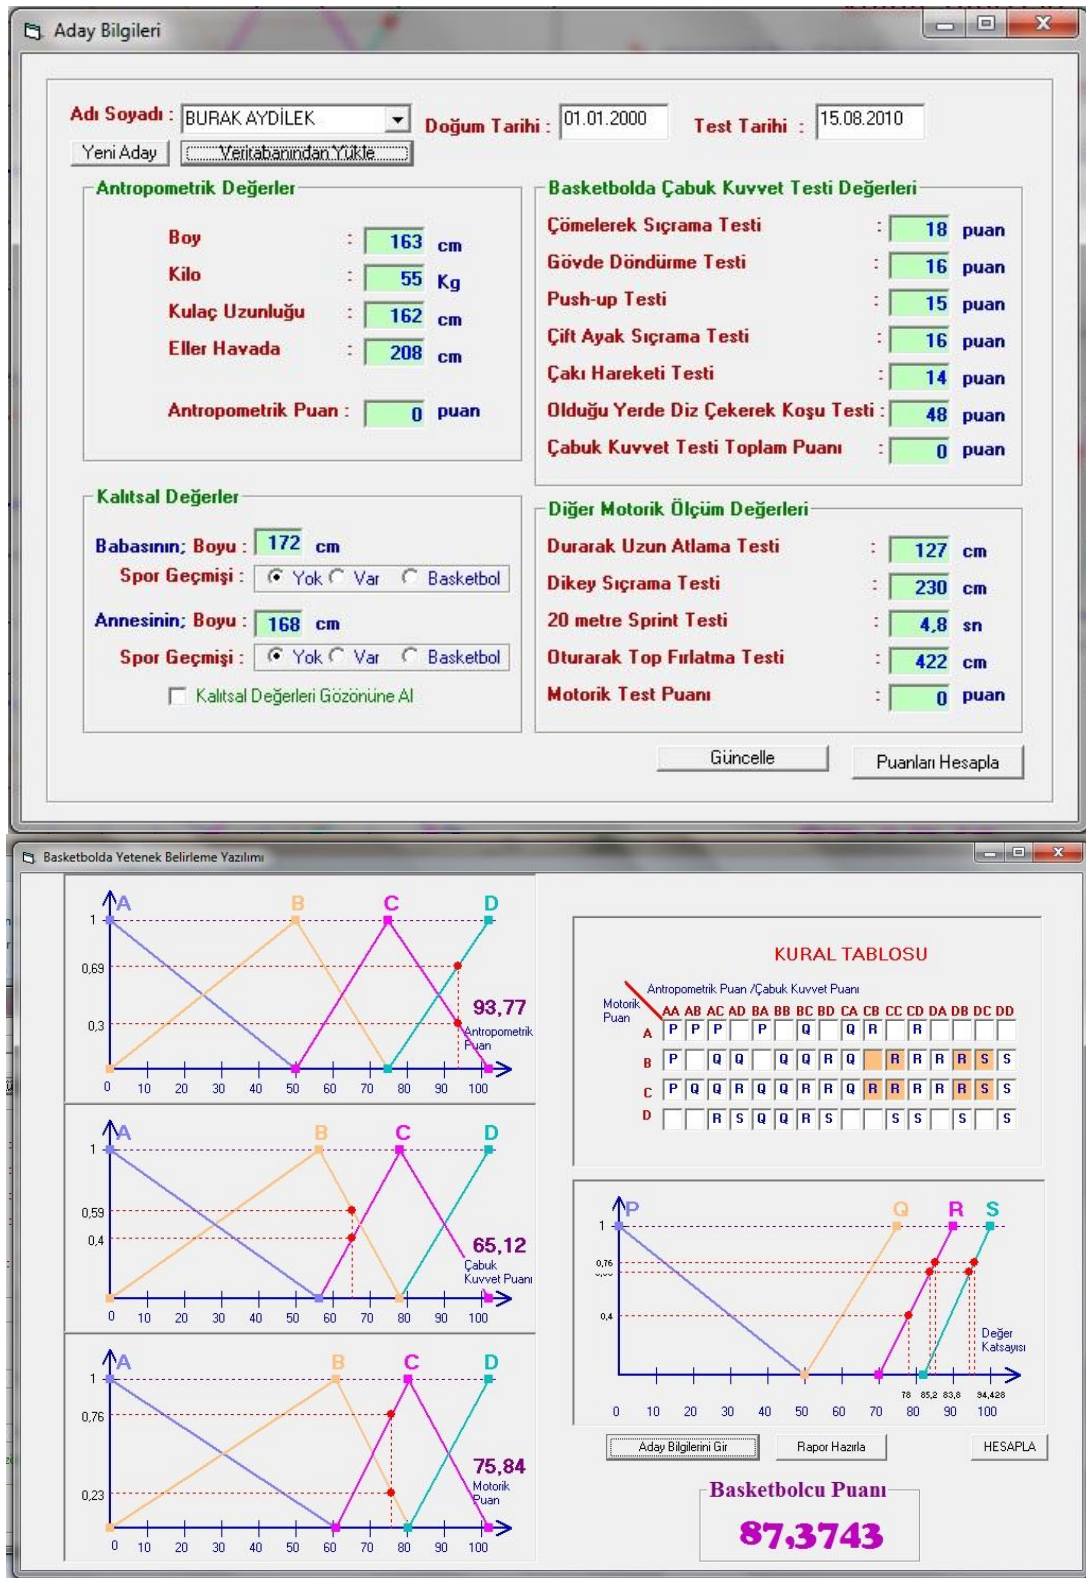 Aday Bilgileri
Adı Soyadı : BURAK AYDİLEK Doğum Tarihi : 01.01.2000 Test Tarihi : 15.08.2010
Yeni Aday Veritabanından Yükle
Antropometrik Değerler
Boy : 163 cm
Kilo : 55 Kg
Kulaç Uzunluğu : 162 cm
Eller Havada : 208 cm
Antropometrik Puan : 0 puan
Basketbolda Çabuk Kuvvet Testi Değerleri
Çömelerek Sıçrama Testi : 18 puan
Gövde Döndürme Testi : 16 puan
Push-up Testi : 15 puan
Çift Ayak Sıçrama Testi : 16 puan
Çakı Hareketi Testi : 14 puan
Olduğu Yerde Diz Çekerek Koşu Testi : 48 puan
Çabuk Kuvvet Testi Toplam Puanı : 0 puan
Kalıtsal Değerler
Babasının; Boyu : 172 cm
Spor Geçmişi : Yok Var Basketbol
Annesinin; Boyu : 168 cm
Spor Geçmişi : Yok Var Basketbol
Kalıtsal Değerleri Gözönüne Al
Diğer Motorik Ölçüm Değerleri
Durarak Uzun Atlama Testi : 127 cm
Dikey Sıçrama Testi : 230 cm
20 metre Sprint Testi : 4,8 sn
Oturarak Top Fırlatma Testi : 422 cm
Motorik Test Puanı : 0 puan
Güncelle Puanları Hesapla
Basketbolda Yetenek Belirleme Yazılımı
A B C D
1
0,69
0,3
93,77
Antropometrik
Puan
0 10 20 30 40 50 60 70 80 90 100
A B C D
1
0,59
0,4
65,12
Çabuk
Kuvvet Puanı
0 10 20 30 40 50 60 70 80 90 100
A B C D
1
0,76
0,23
75,84
Motorik
Puan
0 10 20 30 40 50 60 70 80 90 100
KURAL TABLOSU
Antropometrik Puan /Çabuk Kuvvet Puanı
Motorik
Puan
AA AB AC AD BA BB BC BD CA CB CC CD DA DB DC DD
A P P P P Q Q R R
B P Q Q Q Q R Q R R R R S S
C P Q Q R Q Q R R Q R R R R R S S
D R S Q Q R S S S S S
P Q R S
1
0,76
0,4
Değer
Katsayısı
78 85,2 83,8 94,428
0 10 20 30 40 50 60 70 80 90 100
Aday Bilgilerini Gir Rapor Hazırla HESAPLA
Basketbolcu Puanı
87,3743